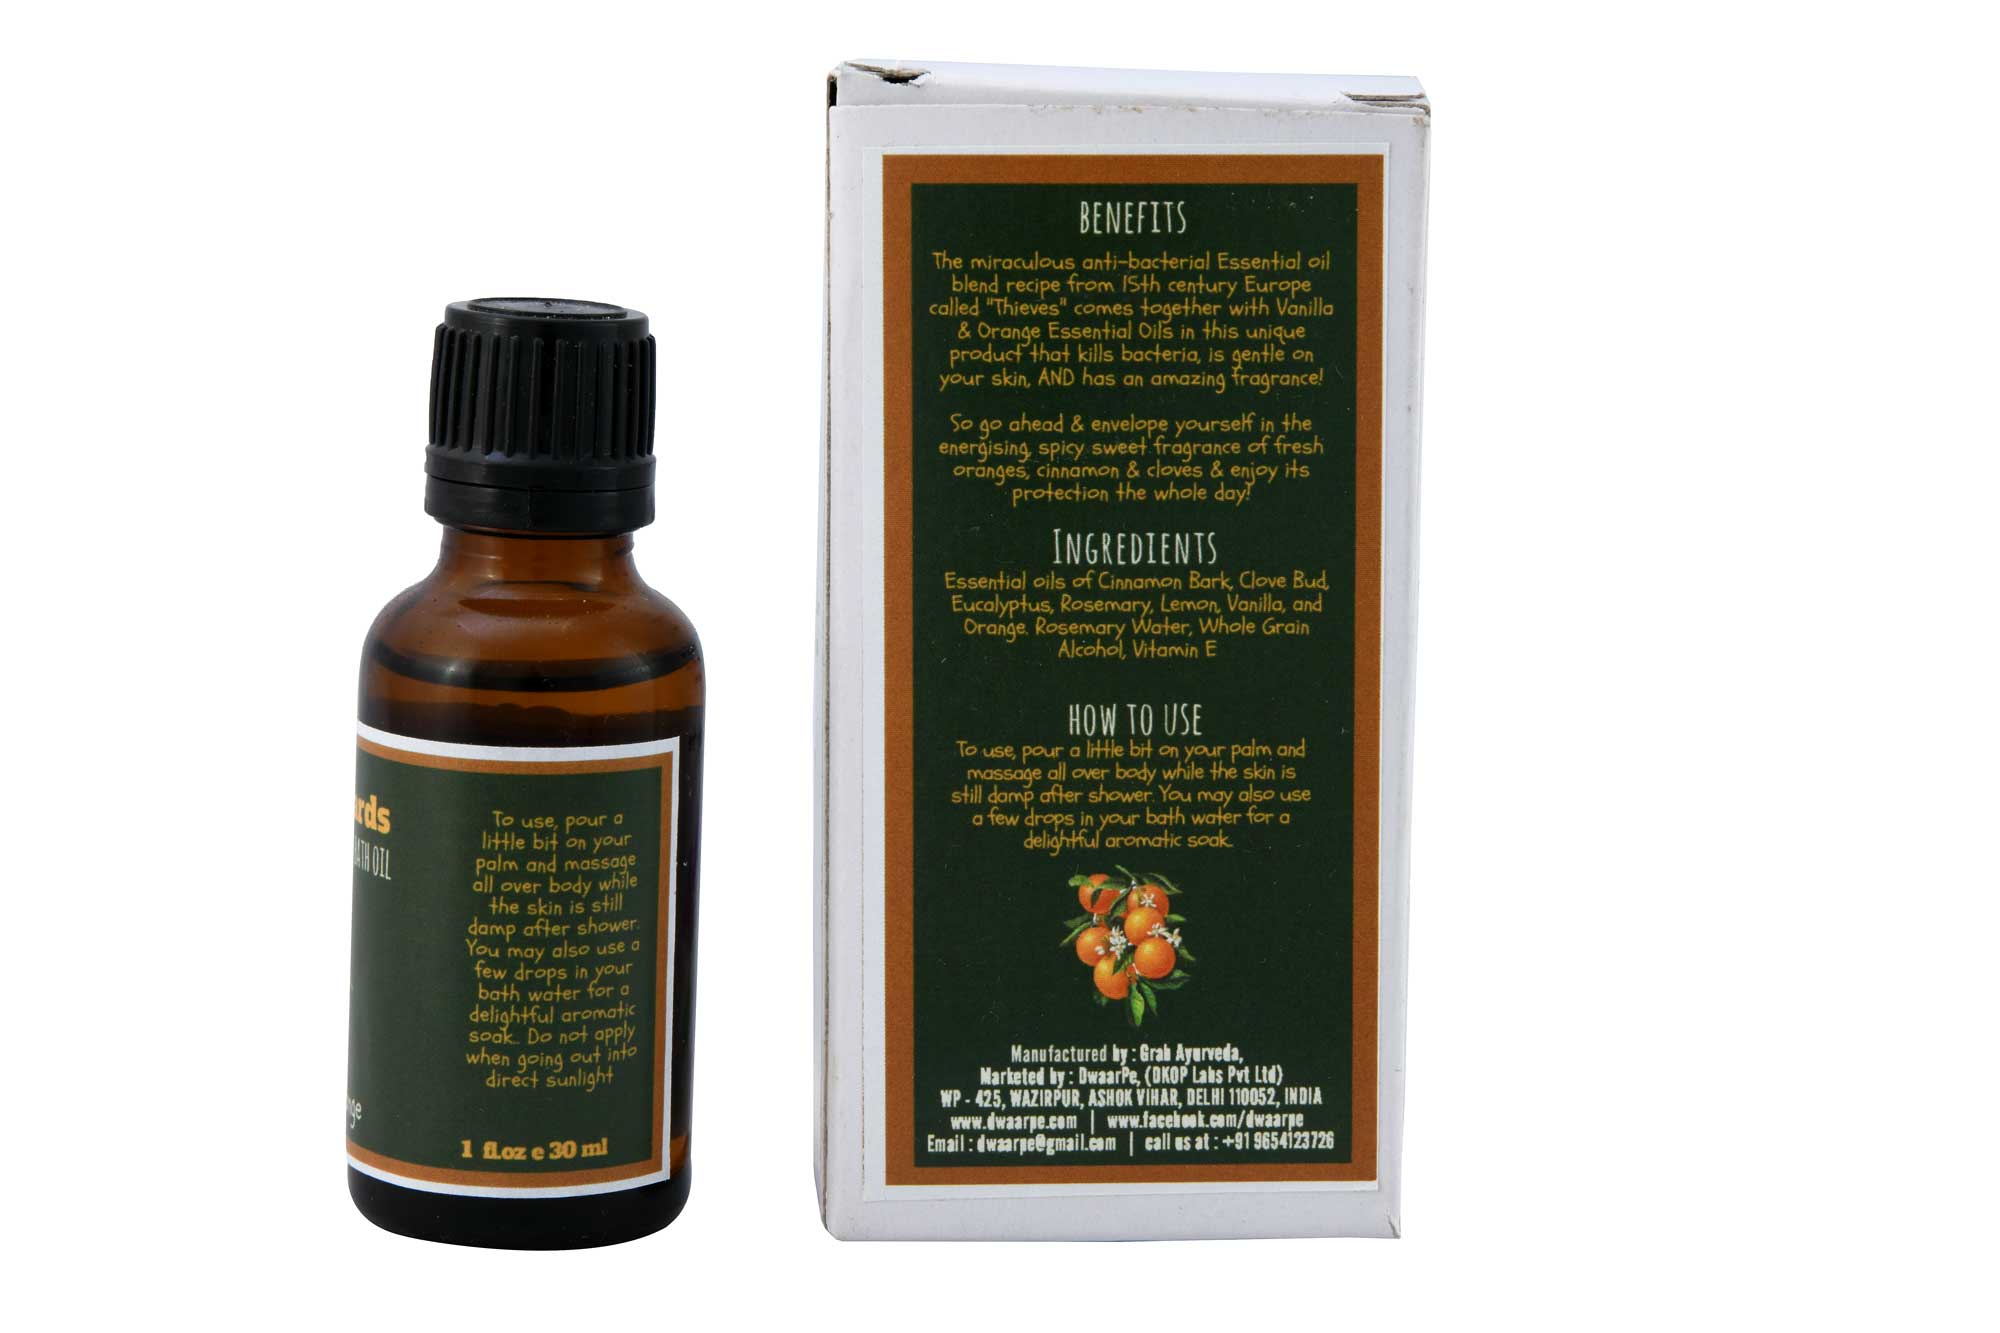 BATH OIL
To use, pour a
little bit on your
palm and massage
all over body while
the skin is still
damp after shower.
You may also use a
few drops in your
bath water for a
delightful aromatic
soak.. Do not apply
when going out into
direct sunlight
1 fl.oz e 30 ml
BENEFITS
The miraculous anti-bacterial Essential oil
blend recipe from 15th century Europe
called "Thieves" comes together with Vanilla
& Orange Essential Oils in this unique
product that kills bacteria, is gentle on
your skin, AND has an amazing fragrance!
So go ahead & envelope yourself in the
energising, spicy sweet fragrance of fresh
oranges, cinnamon & cloves & enjoy its
protection the whole day!
INGREDIENTS
Essential oils of Cinnamon Bark, Clove Bud,
Eucalyptus, Rosemary, Lemon, Vanilla, and
Orange. Rosemary Water, Whole Grain
Alcohol, Vitamin E
HOW TO USE
To use, pour a little bit on your palm and
massage all over body while the skin is
still damp after shower. You may also use
a few drops in your bath water for a
delightful aromatic soak..
Manufactured by : Grah Ayurveda,
Marketed by : DwaarPe, (DKOP Labs Pvt Ltd)
WP - 425, WAZIRPUR, ASHOK VIHAR, DELHI 110052, INDIA
www.dwaarpe.com | www.facebook.com/dwaarpe
Email : dwaarpe@gmail.com | call us at : +91 9654123726